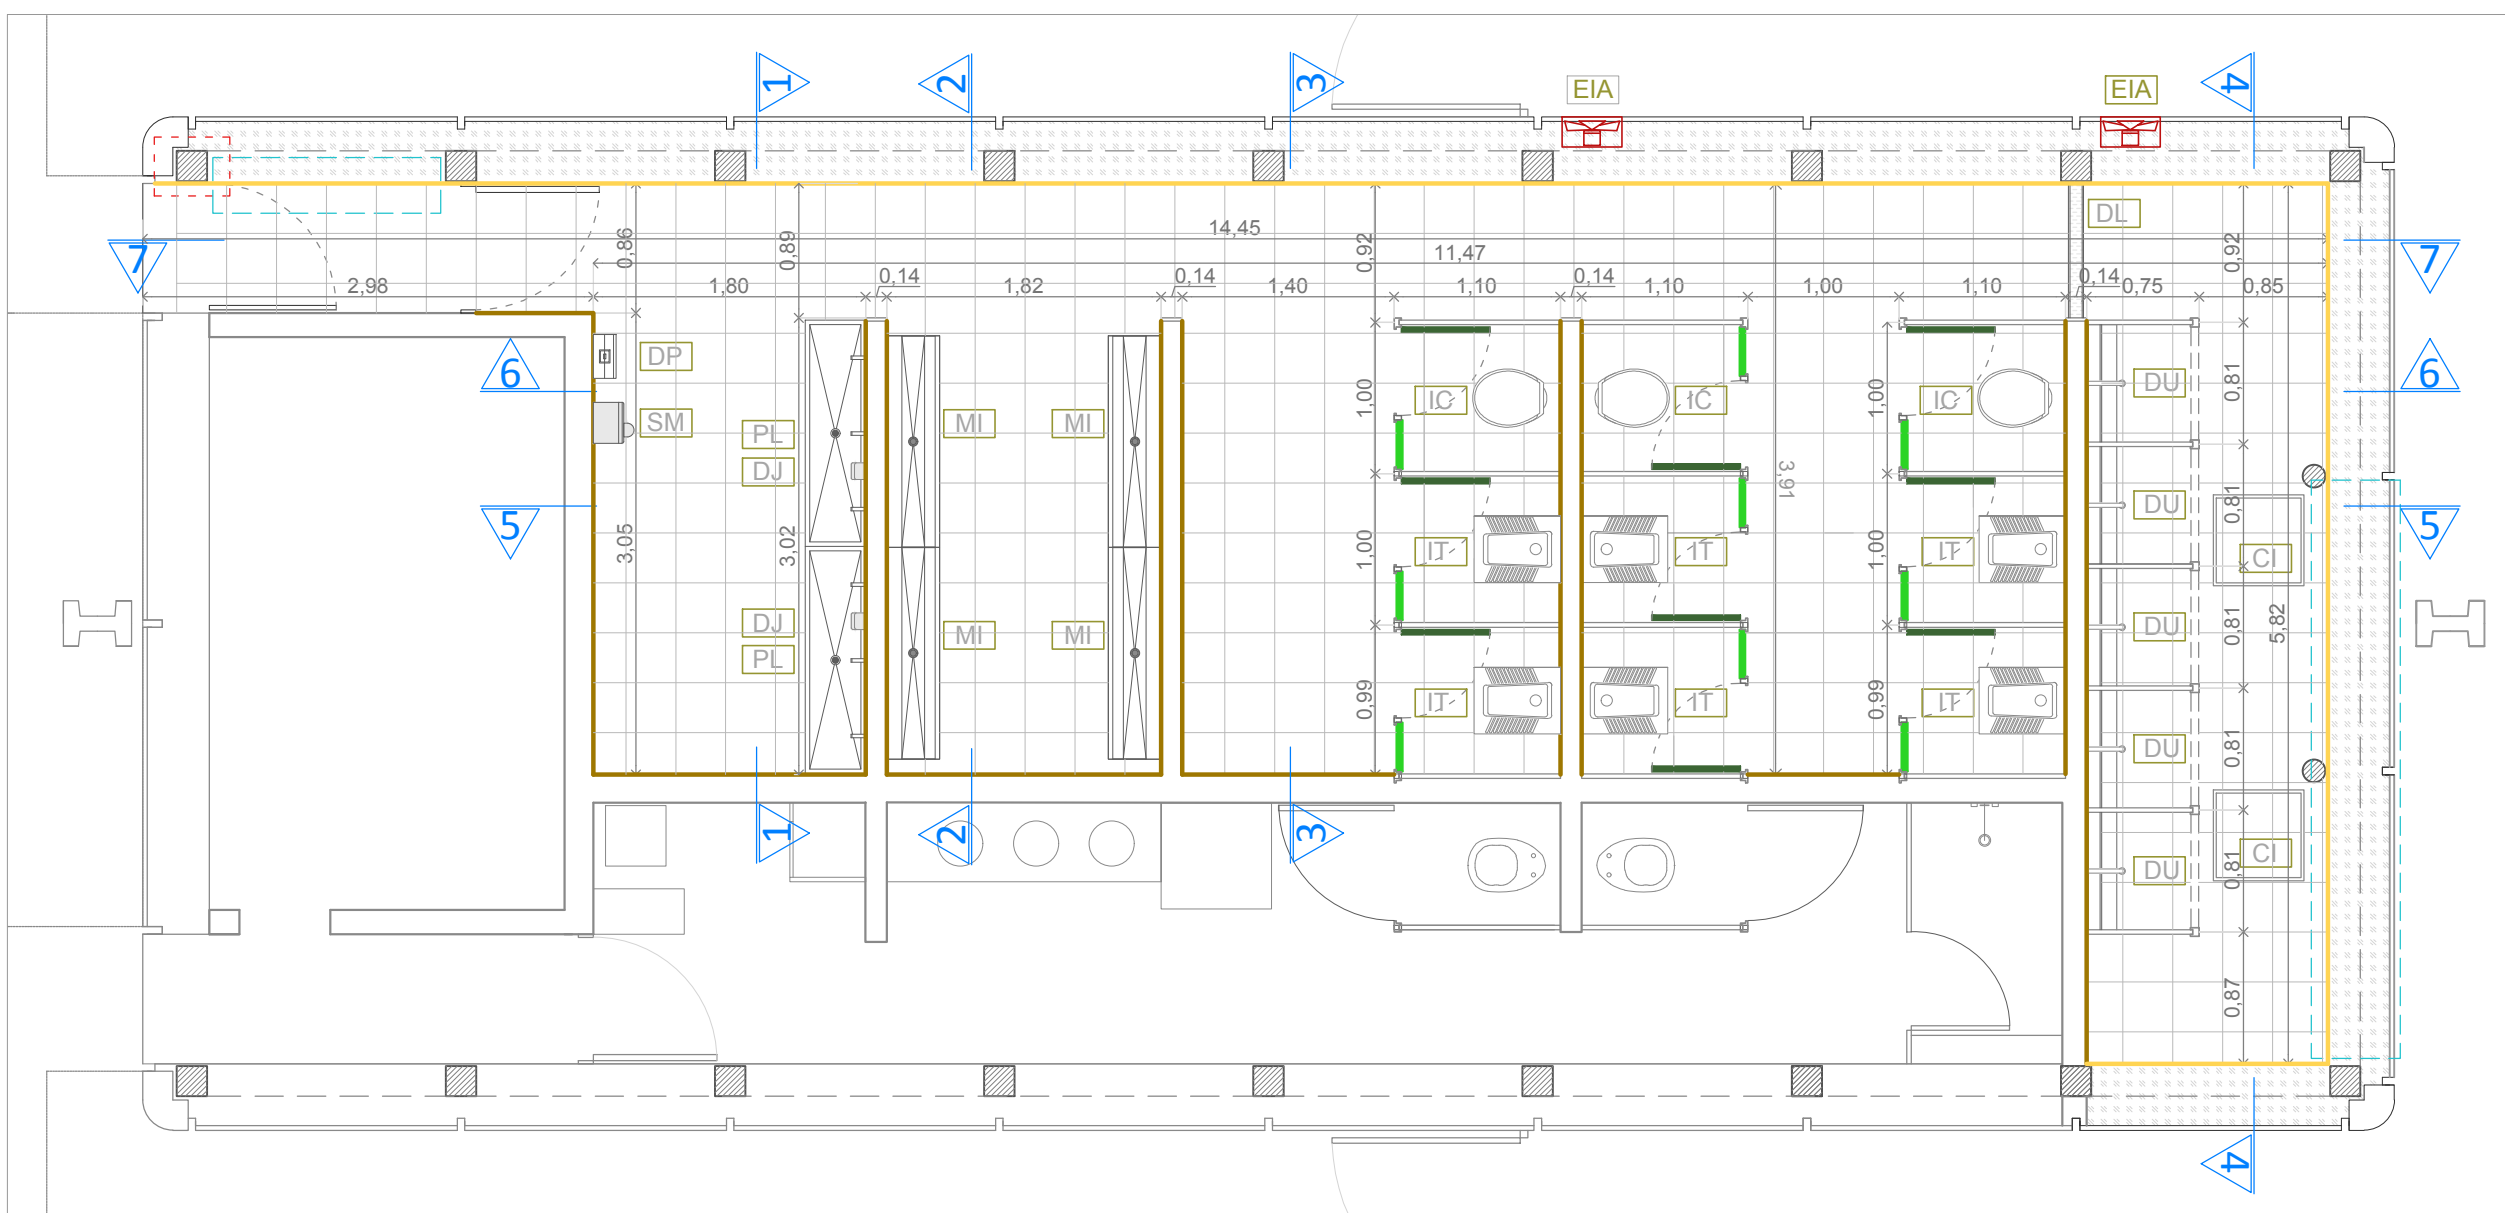 1
2
3
EIA
EIA
4
DL
14,45
0,86
0,89
0,92
0,92
11,47
7
7
2,98
1,80
0,14
1,82
0,14
1,40
1,10
0,14
1,10
1,00
1,10
0,14
0,75
0,85
DP
6
6
SM
PL
MI
MI
1,00
IC
IC
1,00
IC
DU
0,81
DJ
3,91
5
5
3,05
3,02
1,00
IT
IT
1,00
IT
DU
0,81
CI
DJ
PL
MI
MI
DU
0,81
5,82
0,99
IT
IT
0,99
IT
DU
0,81
1
2
3
DU
0,81
CI
0,87
4